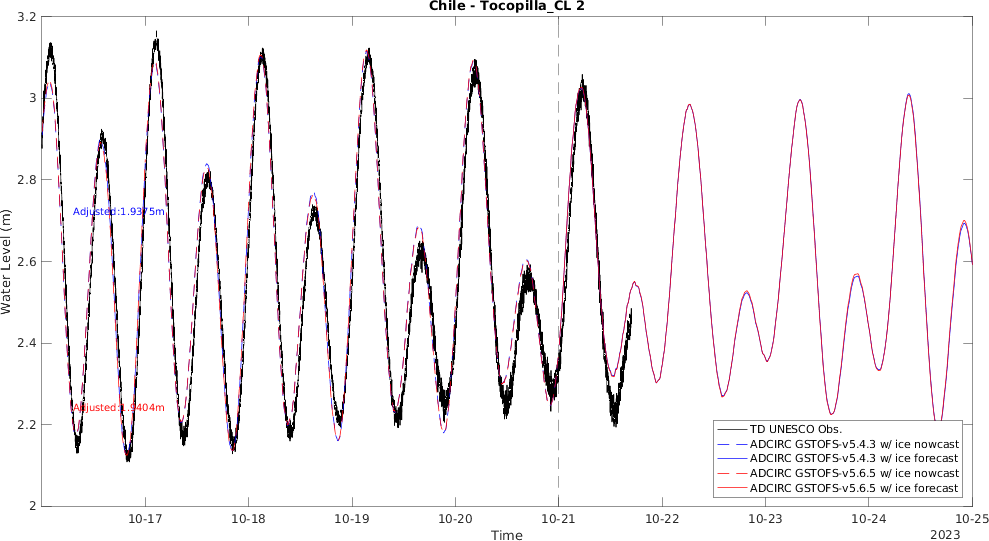 Chile - Tocopilla_CL 2
3.2
3
2.8
2.6
2.4
2.2
2
Water Level (m)
Adjusted:1.9375m
Adjusted:1.9404m
TD UNESCO Obs.
ADCIRC GSTOFS-v5.4.3 w/ ice nowcast
ADCIRC GSTOFS-v5.4.3 w/ ice forecast
ADCIRC GSTOFS-v5.6.5 w/ ice nowcast
ADCIRC GSTOFS-v5.6.5 w/ ice forecast
10-17 10-18 10-19 10-20 10-21 10-22 10-23 10-24 10-25
Time
2023